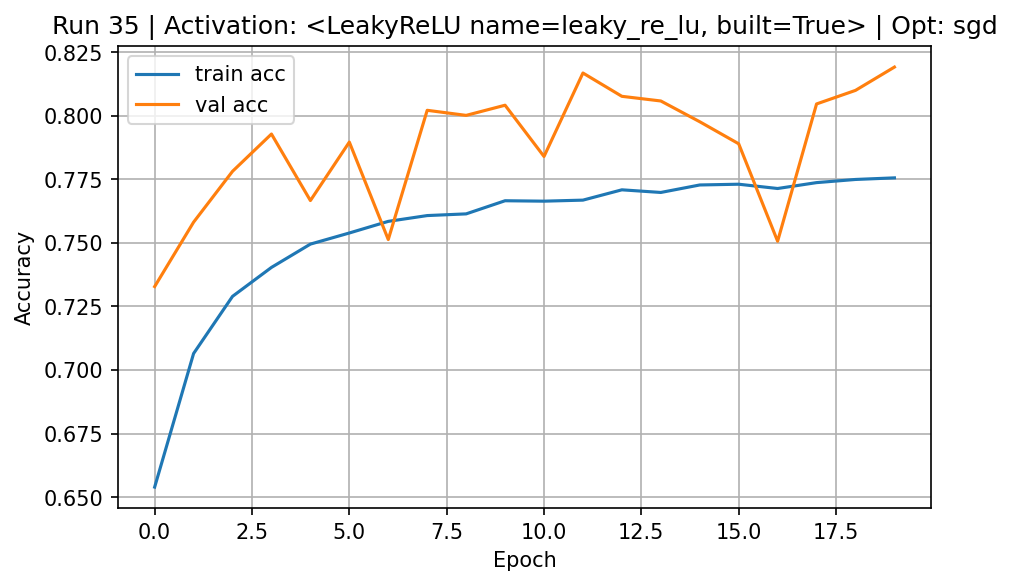 Run 35 | Activation: <LeakyReLU name=leaky_re_lu, built=True> | Opt: sgd
train acc
val acc
0.825
0.800
0.775
0.750
0.725
0.700
0.675
0.650
Accuracy
0.0 2.5 5.0 7.5 10.0 12.5 15.0 17.5
Epoch